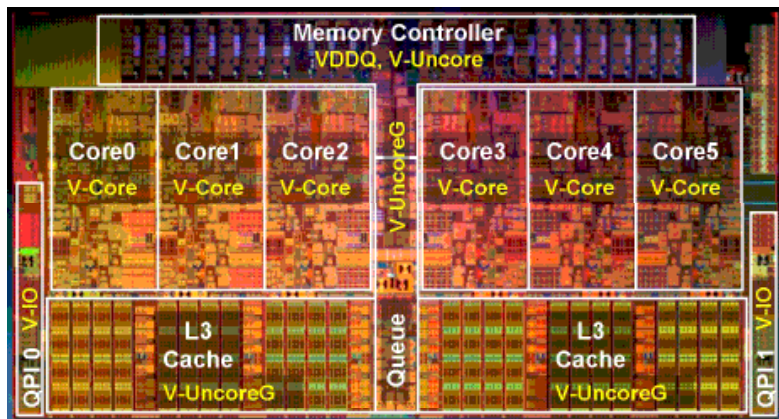 Memory Controller
VDDQ, V-Uncore
Core0
V-Core
Core1
V-Core
Core2
V-Core
V-UncoreG
Core3
V-Core
Core4
V-Core
Core5
V-Core
QPI 0
V-IO
L3
Cache
V-UncoreG
Queue
L3
Cache
V-UncoreG
QPI 1
V-IO